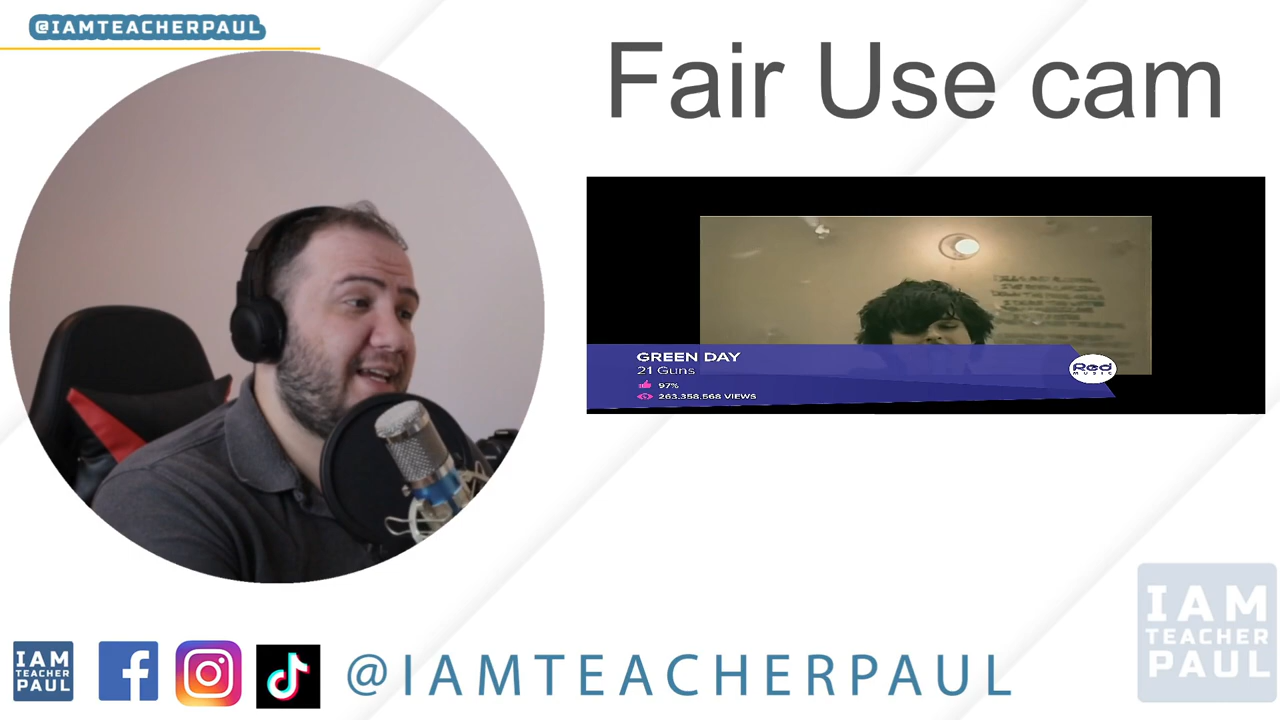 @IAMTEACHERPAUL
Fair Use cam
GREEN DAY
21 Guns
97%
263.358.568 VIEWS
Red
MUSIC
IAM
TEACHER
PAUL
@IAMTEACHERPAUL
IAM
TEACHER
PAUL